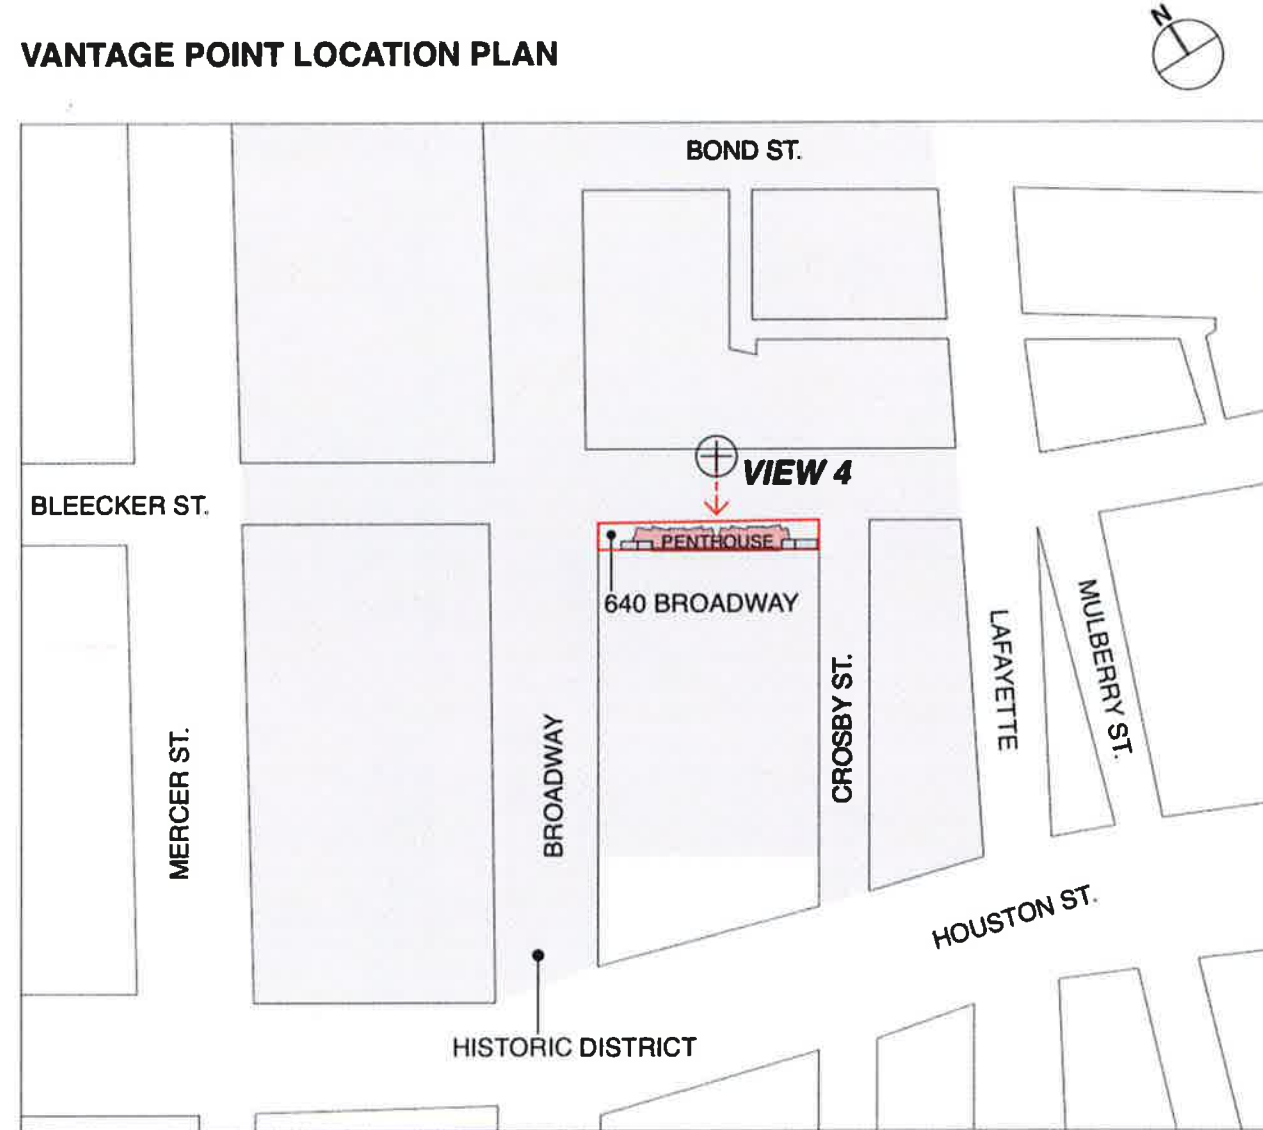 N
VANTAGE POINT LOCATION PLAN
BOND ST.
VIEW 4
BLEECKER ST.
PENTHOUSE
640 BROADWAY
MULBERRY ST.
LAFAYETTE
CROSBY ST.
BROADWAY
MERCER ST.
HOUSTON ST.
HISTORIC DISTRICT